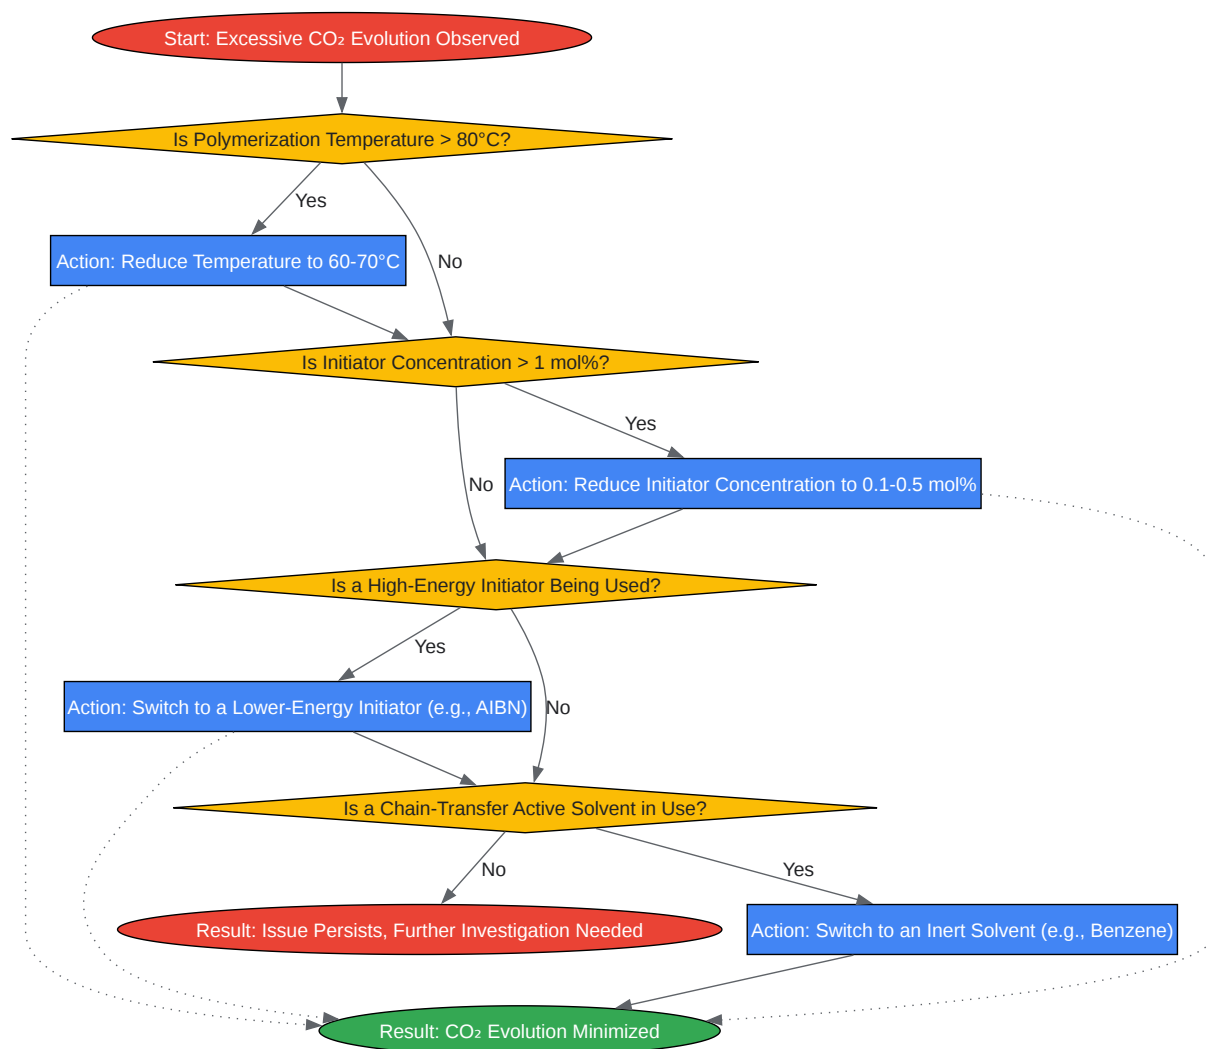 Start: Excessive CO₂ Evolution Observed
Is Polymerization Temperature > 80°C?
Yes
Action: Reduce Temperature to 60-70°C
No
Is Initiator Concentration > 1 mol%?
Yes
No
Action: Reduce Initiator Concentration to 0.1-0.5 mol%
Is a High-Energy Initiator Being Used?
Yes
Action: Switch to a Lower-Energy Initiator (e.g., AIBN)
No
Is a Chain-Transfer Active Solvent in Use?
No
Yes
Result: Issue Persists, Further Investigation Needed
Action: Switch to an Inert Solvent (e.g., Benzene)
Result: CO₂ Evolution Minimized